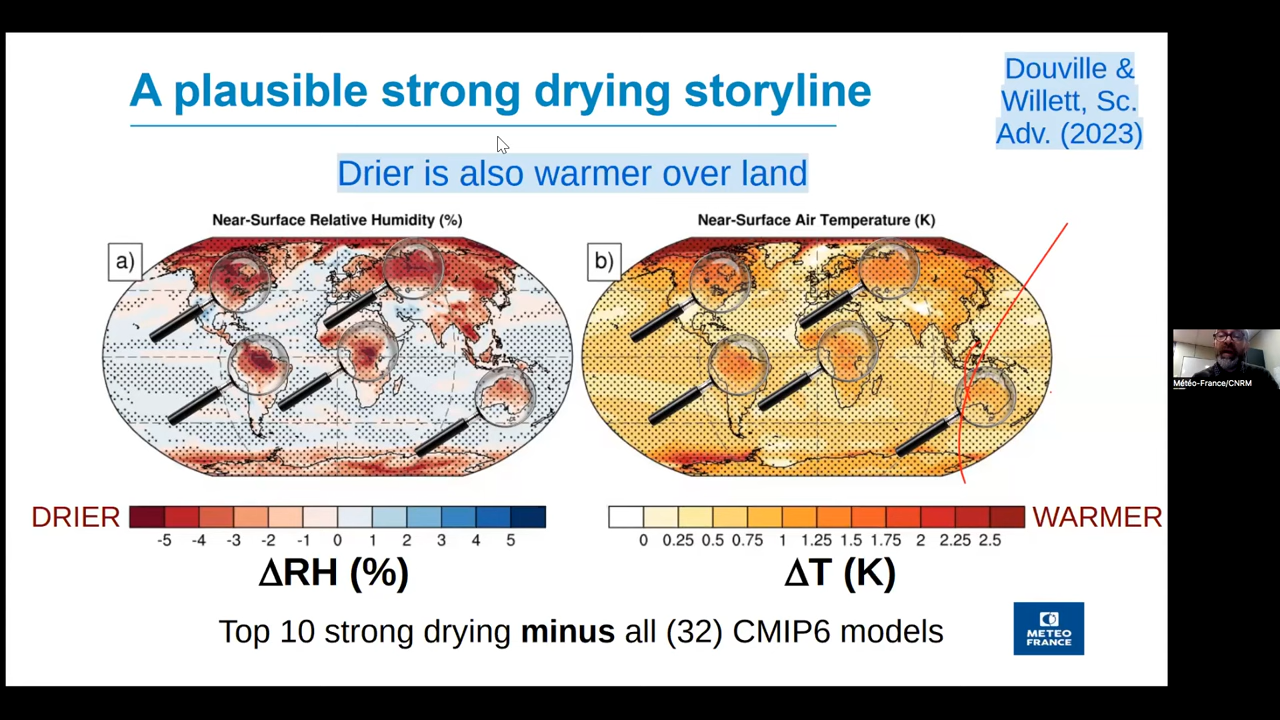 A plausible strong drying storyline
Douville &
Willett, Sc.
Adv. (2023)
Drier is also warmer over land
Near-Surface Relative Humidity (%)
Near-Surface Air Temperature (K)
a)
b)
Météo-France/CNRM
DRIER
WARMER
-5 -4 -3 -2 -1 0 1 2 3 4 5
0 0.25 0.5 0.75 1 1.25 1.5 1.75 2 2.25 2.5
ΔRH (%)
ΔT (K)
Top 10 strong drying minus all (32) CMIP6 models
METEO
FRANCE